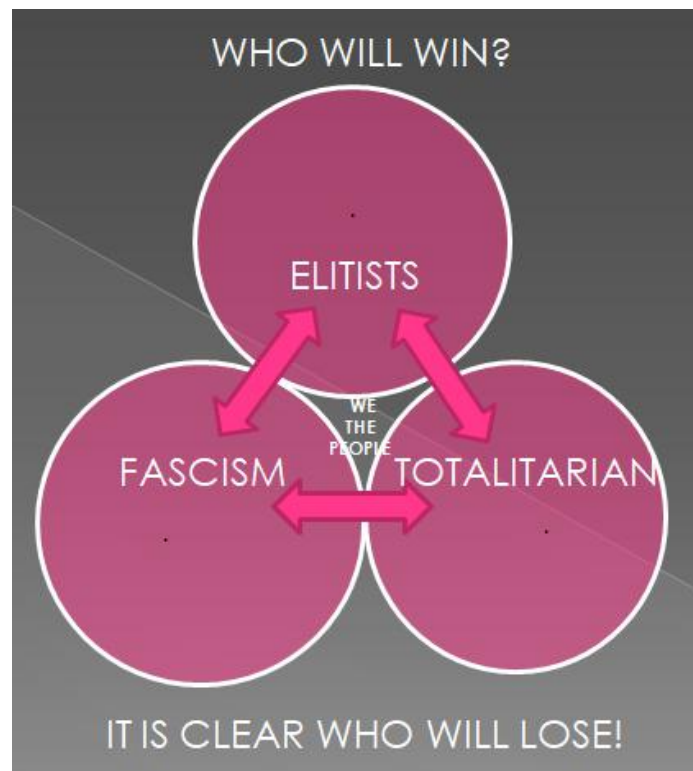 WHO WILL WIN?
ELITISTS
WE
THE
PEOPLE
FASCISM
TOTALITARIAN
IT IS CLEAR WHO WILL LOSE!